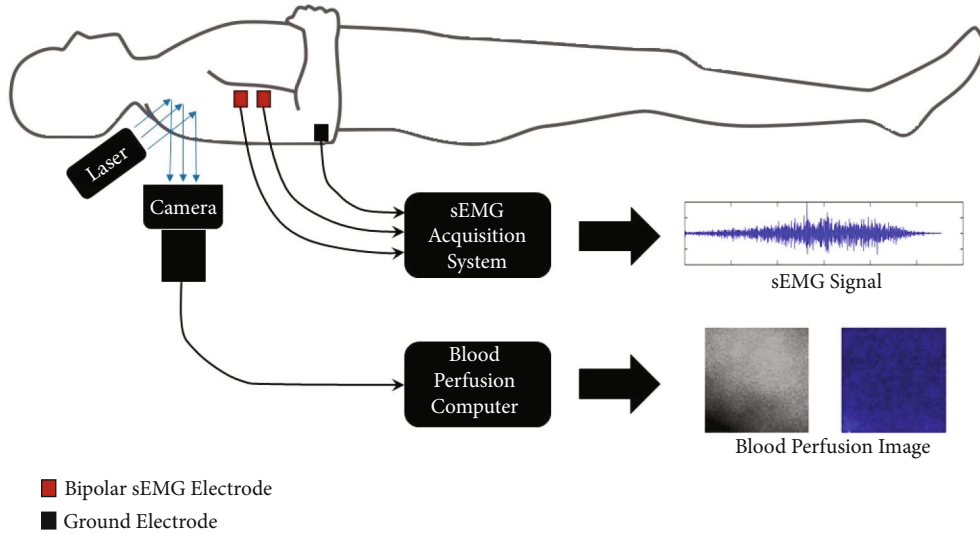 Laser
Camera
sEMG
Acquisition
System
sEMG Signal
Blood
Perfusion
Computer
Blood Perfusion Image
Bipolar sEMG Electrode
Ground Electrode